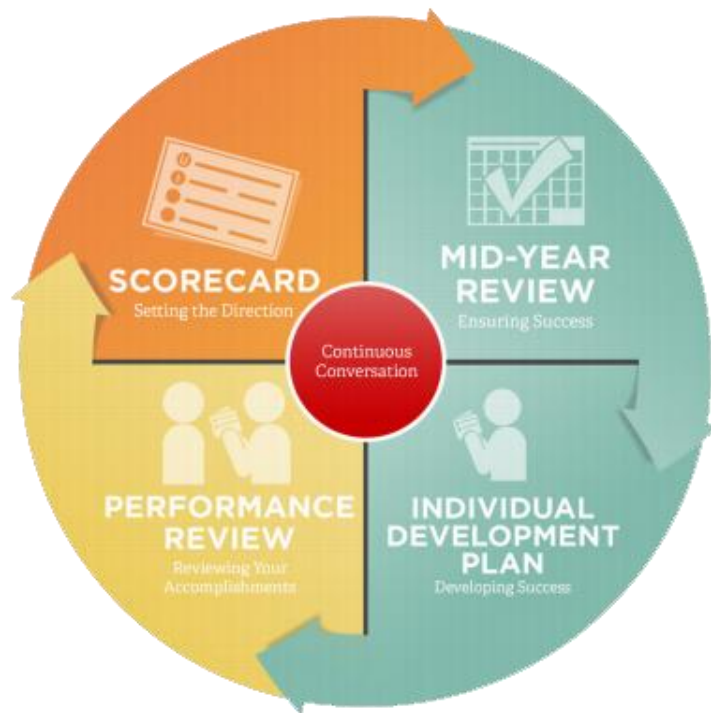 SCORECARD
Setting the Direction
MID-YEAR
REVIEW
Ensuring Success
Continuous
Conversation
PERFORMANCE
REVIEW
Reviewing Your
Accomplishments
INDIVIDUAL
DEVELOPMENT
PLAN
Developing Success